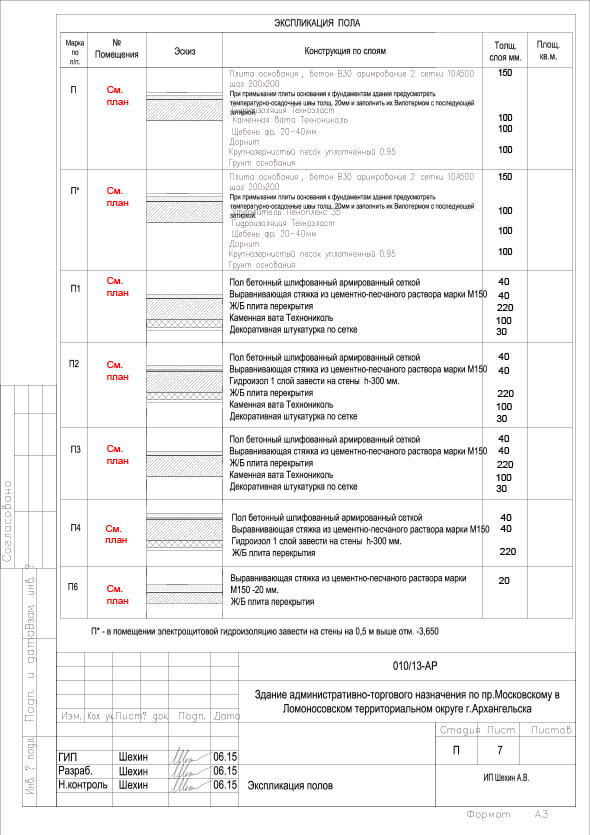 ЭКСПЛИКАЦИЯ ПОЛА
Марка по п/п.
№ Помещения
Эскиз
Конструкция по слоям
Толщ. слоя мм.
Площ. кв.м.
П
См. план
Плита основания , бетон В30 армирование 2 сетки 10А500 150
шаг 200х200
При примыкании плиты основания к фундаментам здания предусмотреть
температурно-осадочные швы толщ. 20мм и заполнить их Вилотермом с последующей
затиркой.
Гидроизоляция Техноэласт
Каменная вата Технониколь 100
Щебень фр. 20-40мм 100
Дорнит
Крупнозернистый песок уплотненный 0.95 100
Грунт основания
П*
См. план
Плита основания , бетон В30 армирование 2 сетки 10А500 150
шаг 200х200
При примыкании плиты основания к фундаментам здания предусмотреть
температурно-осадочные швы толщ. 20мм и заполнить их Вилотермом с последующей
затиркой.
Утеплитель Пеноплекс 35 100
Гидроизоляция Техноэласт
Щебень фр. 20-40мм 100
Дорнит
Крупнозернистый песок уплотненный 0.95 100
Грунт основания
П1
См. план
Пол бетонный шлифованный армированный сеткой 40
Выравнивающая стяжка из цементно-песчаного раствора марки М150 40
Ж/Б плита перекрытия 220
Каменная вата Технониколь 100
Декоративная штукатурка по сетке 30
П2
См. план
Пол бетонный шлифованный армированный сеткой 40
Выравнивающая стяжка из цементно-песчаного раствора марки М150 40
Гидроизол 1 слой завести на стены h-300 мм.
Ж/Б плита перекрытия 220
Каменная вата Технониколь 100
Декоративная штукатурка по сетке 30
П3
См. план
Пол бетонный шлифованный армированный сеткой 40
Выравнивающая стяжка из цементно-песчаного раствора марки М150 40
Ж/Б плита перекрытия 220
Каменная вата Технониколь 100
Декоративная штукатурка по сетке 30
П4
См. план
Пол бетонный шлифованный армированный сеткой 40
Выравнивающая стяжка из цементно-песчаного раствора марки М150 40
Гидроизол 1 слой завести на стены h-300 мм.
Ж/Б плита перекрытия 220
П6
См. план
Выравнивающая стяжка из цементно-песчаного раствора марки 20
М150 -20 мм.
Ж/Б плита перекрытия
П* - в помещении электрощитовой гидроизоляцию завести на стены на 0,5 м выше отм. -3,650
Согласовано
Взам. инв. ?
Подп. и дата
Инв. ? подл.
010/13-АР
Здание административно-торгового назначения по пр.Московскому в
Ломоносовском территориальном округе г.Архангельска
Изм. Кол. уч. Лист ? док. Подп. Дата
Стадия Лист Листов
П 7
ГИП Шехин 06.15
Разраб. Шехин 06.15
Н.контроль Шехин 06.15
Экспликация полов
ИП Шехин А.В.
Формат А3